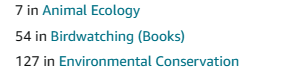 7 in Animal Ecology
54 in Birdwatching (Books)
127 in Environmental Conservation